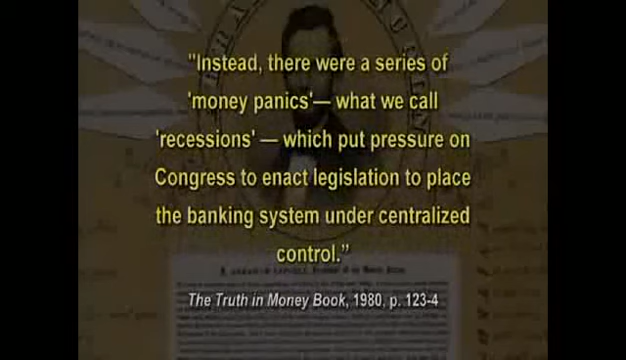 "Instead, there were a series of
'money panics'— what we call
'recessions' — which put pressure on
Congress to enact legislation to place
the banking system under centralized
control.”
The Truth in Money Book, 1980, p. 123-4